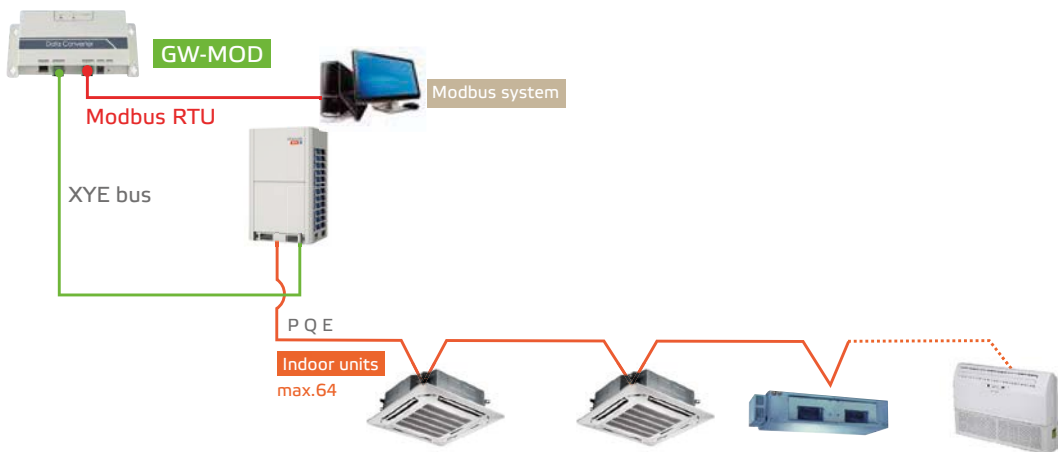 Data Converter
GW-MOD
Modbus system
Modbus RTU
XYE bus
P Q E
Indoor units
max.64